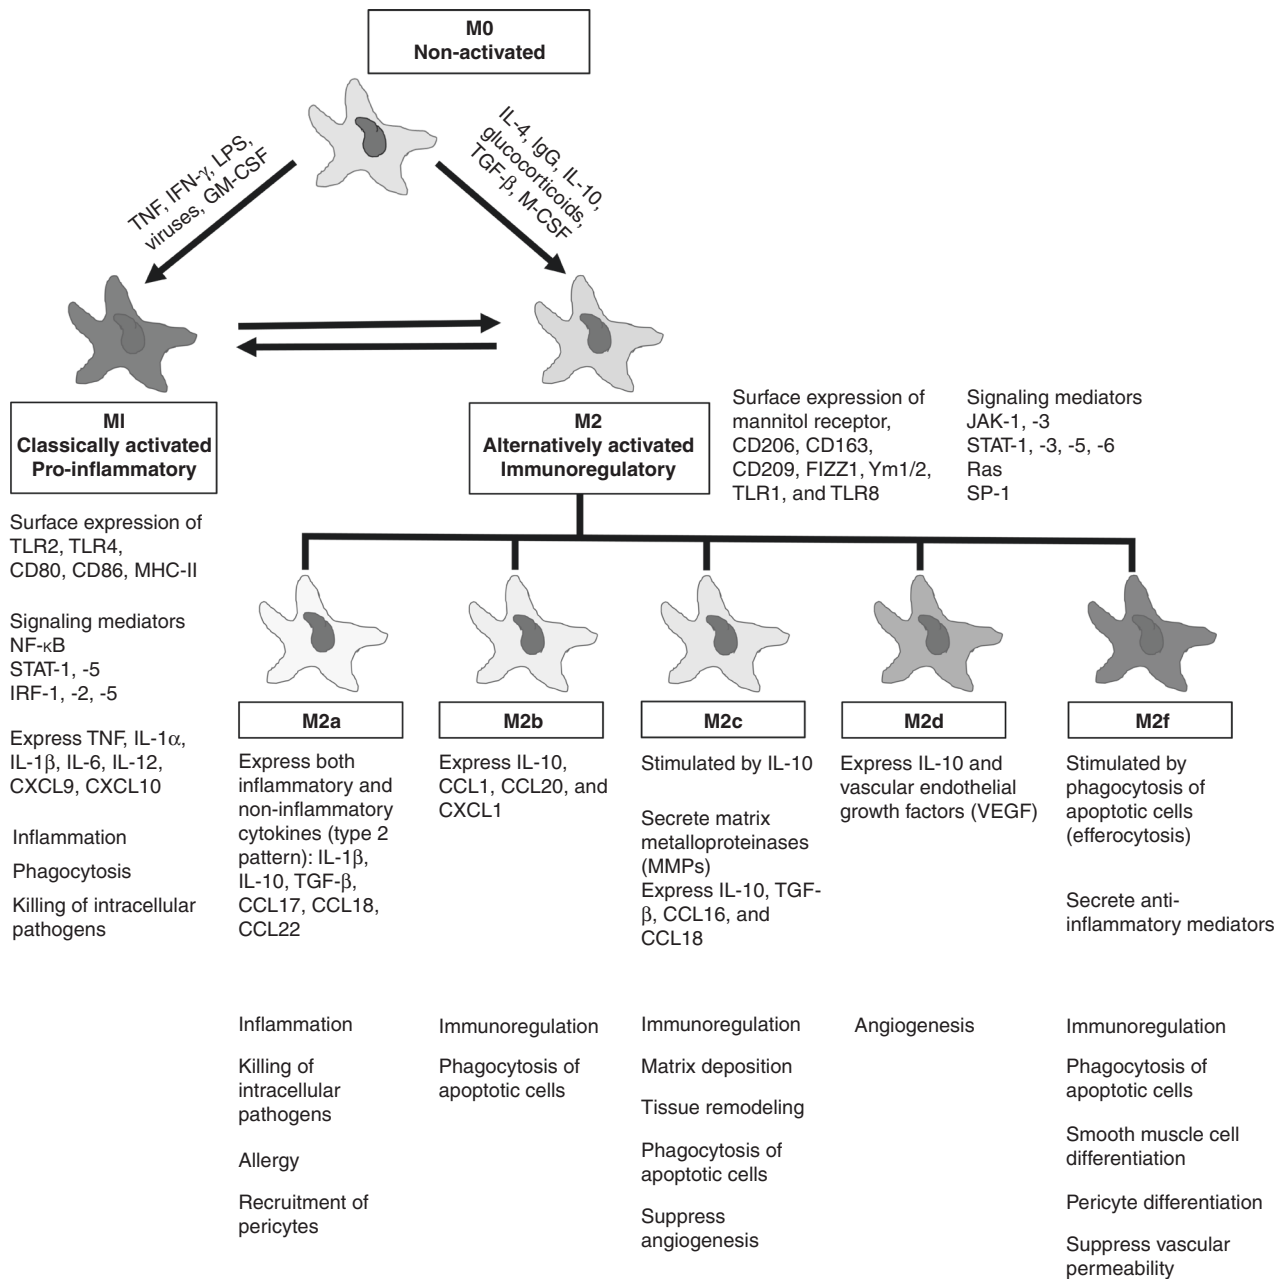 M0
Non-activated
TNF, IFN-γ, LPS,
viruses, GM-CSF
IL-4, IgG, IL-10,
glucocorticoids,
TGF-β, M-CSF
MI
Classically activated
Pro-inflammatory
M2
Alternatively activated
Immunoregulatory
Surface expression of
mannitol receptor,
CD206, CD163,
CD209, FIZZ1, Ym1/2,
TLR1, and TLR8
Signaling mediators
JAK-1, -3
STAT-1, -3, -5, -6
Ras
SP-1
Surface expression of
TLR2, TLR4,
CD80, CD86, MHC-II
Signaling mediators
NF-κB
STAT-1, -5
IRF-1, -2, -5
Express TNF, IL-1α,
IL-1β, IL-6, IL-12,
CXCL9, CXCL10
Inflammation
Phagocytosis
Killing of intracellular
pathogens
M2a
Express both
inflammatory and
non-inflammatory
cytokines (type 2
pattern): IL-1β,
IL-10, TGF-β,
CCL17, CCL18,
CCL22
Inflammation
Killing of
intracellular
pathogens
Allergy
Recruitment of
pericytes
M2b
Express IL-10,
CCL1, CCL20, and
CXCL1
Immunoregulation
Phagocytosis of
apoptotic cells
M2c
Stimulated by IL-10
Secrete matrix
metalloproteinases
(MMPs)
Express IL-10, TGF-
β, CCL16, and
CCL18
Immunoregulation
Matrix deposition
Tissue remodeling
Phagocytosis of
apoptotic cells
Suppress
angiogenesis
M2d
Express IL-10 and
vascular endothelial
growth factors (VEGF)
Angiogenesis
M2f
Stimulated by
phagocytosis of
apoptotic cells
(efferocytosis)
Secrete anti-
inflammatory mediators
Immunoregulation
Phagocytosis of
apoptotic cells
Smooth muscle cell
differentiation
Pericyte differentiation
Suppress vascular
permeability